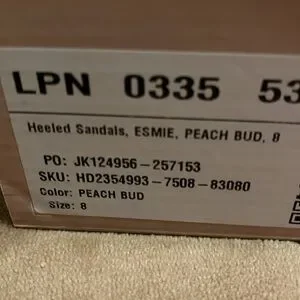 LPN 0335 53
Heeled Sandals, ESMIE, PEACH BUD, 8
PO: JK124956-257153
SKU: HD2354993-7508-83080
Color: PEACH BUD
Size: 8